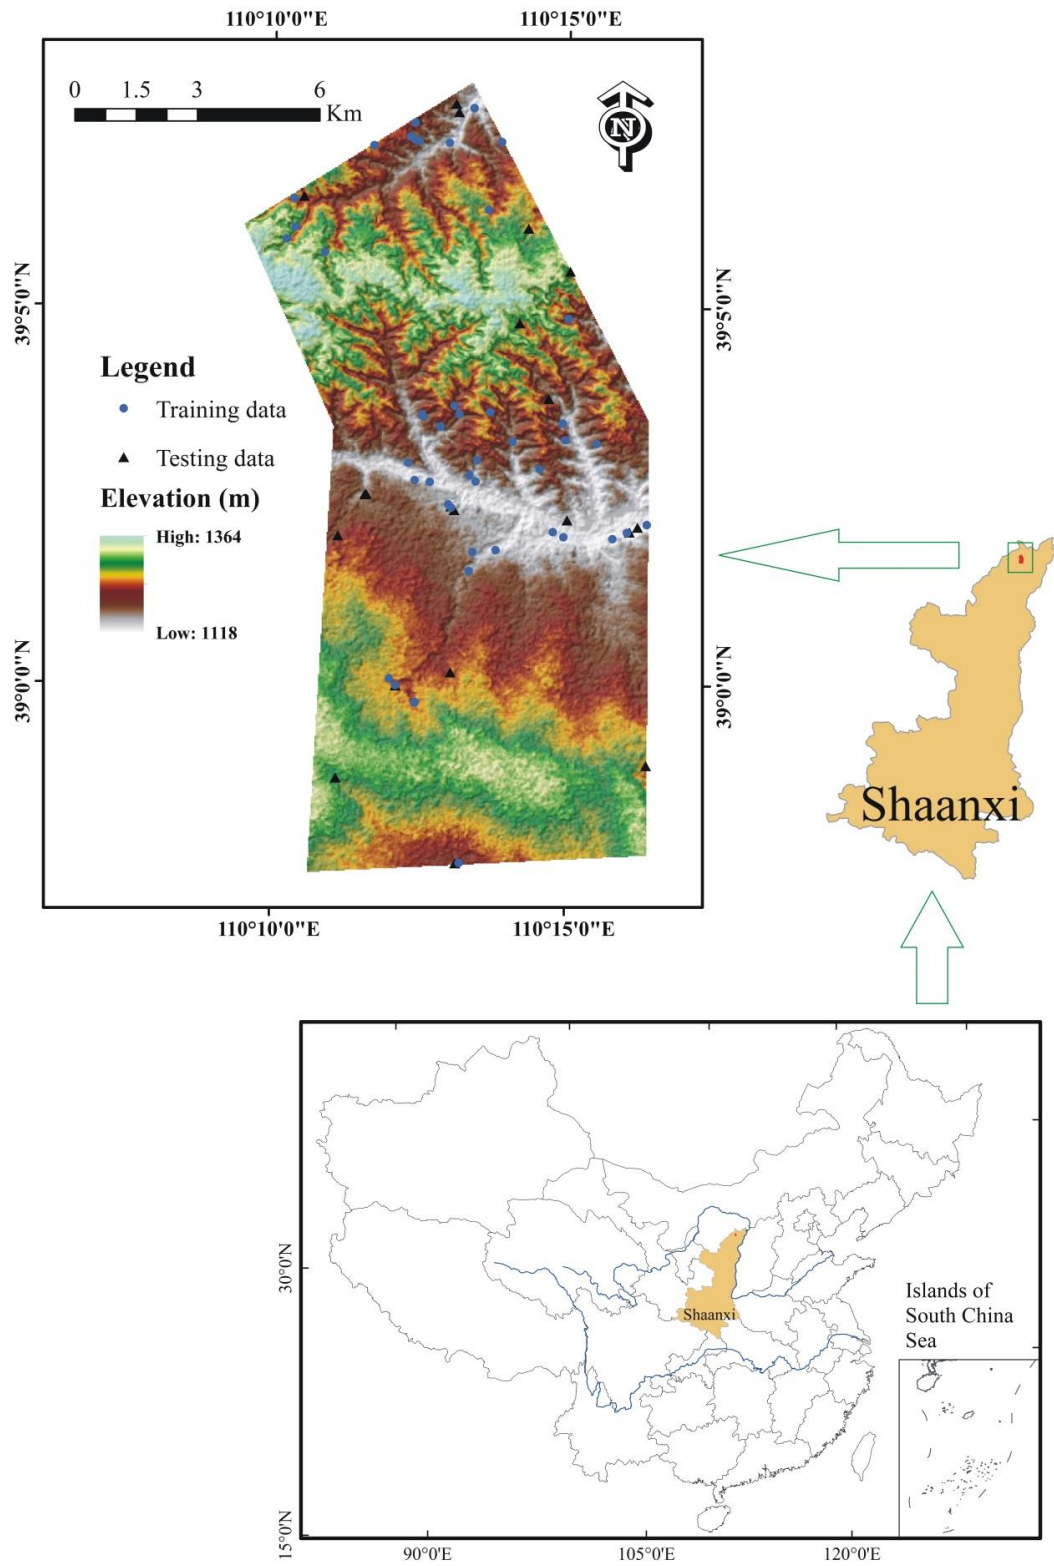 110°10'0"E 110°15'0"E
0 1.5 3 6
Km
N
39°5'0"N
39°5'0"N
Legend
Training data
Testing data
Elevation (m)
High: 1364
Low: 1118
39°0'0"N
39°0'0"N
Shaanxi
110°10'0"E 110°15'0"E
30°0'N
Islands of
South China
Sea
Shaanxi
15°0'N
90°0'E 105°0'E 120°0'E